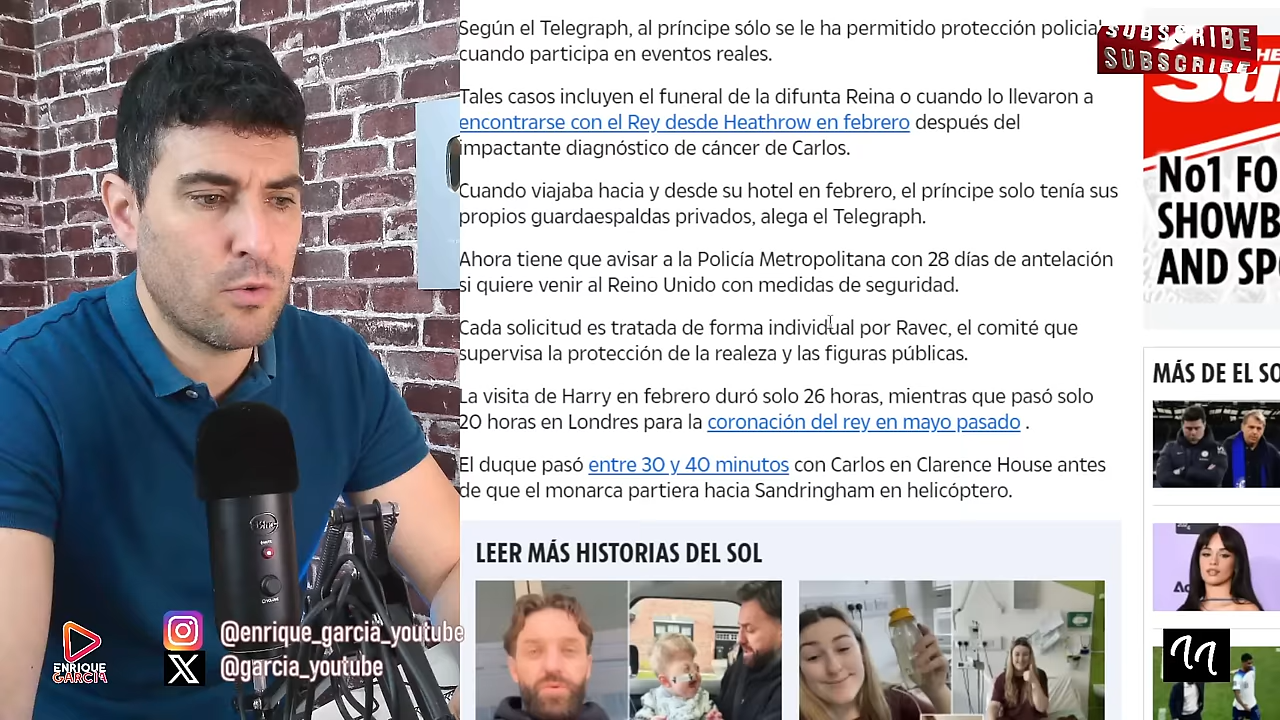 Según el Telegraph, al príncipe sólo se le ha permitido protección policial
cuando participa en eventos reales.
Tales casos incluyen el funeral de la difunta Reina o cuando lo llevaron a
encontrarse con el Rey desde Heathrow en febrero después del
impactante diagnóstico de cáncer de Carlos.
Cuando viajaba hacia y desde su hotel en febrero, el príncipe solo tenía sus
propios guardaespaldas privados, alega el Telegraph.
Ahora tiene que avisar a la Policía Metropolitana con 28 días de antelación
si quiere venir al Reino Unido con medidas de seguridad.
Cada solicitud es tratada de forma individual por Ravec, el comité que
supervisa la protección de la realeza y las figuras públicas.
La visita de Harry en febrero duró solo 26 horas, mientras que pasó solo
20 horas en Londres para la coronación del rey en mayo pasado .
El duque pasó entre 30 y 40 minutos con Carlos en Clarence House antes
de que el monarca partiera hacia Sandringham en helicóptero.
LEER MÁS HISTORIAS DEL SOL
SUBSCRIBE
SUBSCRIBE
THE
Su
No1 FO
SHOWB
AND SPO
MÁS DE EL SO
ENRIQUE
GARCIA
@enrique_garcia_youtube
@garcia_youtube